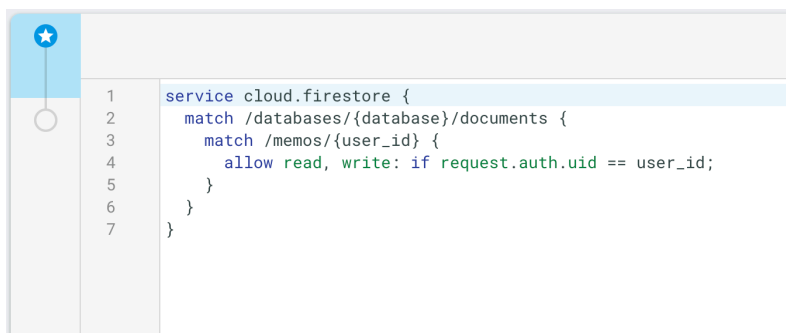 1 service cloud.firestore {
2   match /databases/{database}/documents {
3     match /memos/{user_id} {
4       allow read, write: if request.auth.uid == user_id;
5     }
6   }
7 }